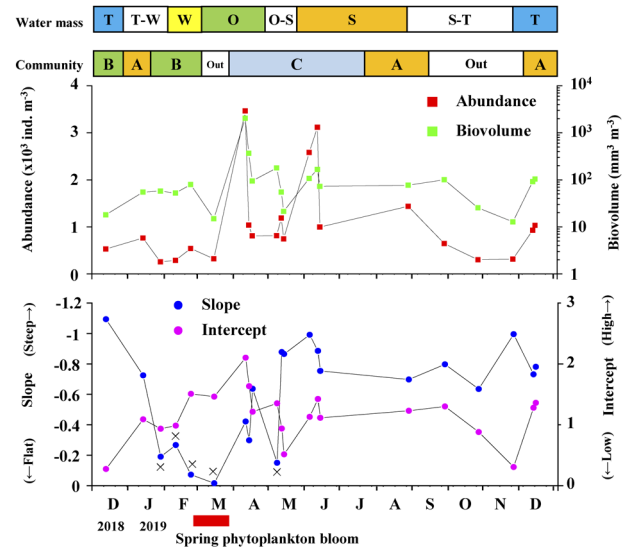 Water mass T T-W W O O-S S S-T T
Community B A B Out C A Out A
Abundance (x10³ ind. m⁻³)
4
3
2
1
0
Abundance
Biovolume
10⁴
10³
10²
10
1
Biovolume (mm³ m⁻³)
Slope
(Steep→)
(←Flat)
-1.2
-1
-0.8
-0.6
-0.4
-0.2
0
Slope
Intercept
3
2
1
0
Intercept
(High→)
(←Low)
D J F M A M J J A S O N D
2018 2019
Spring phytoplankton bloom